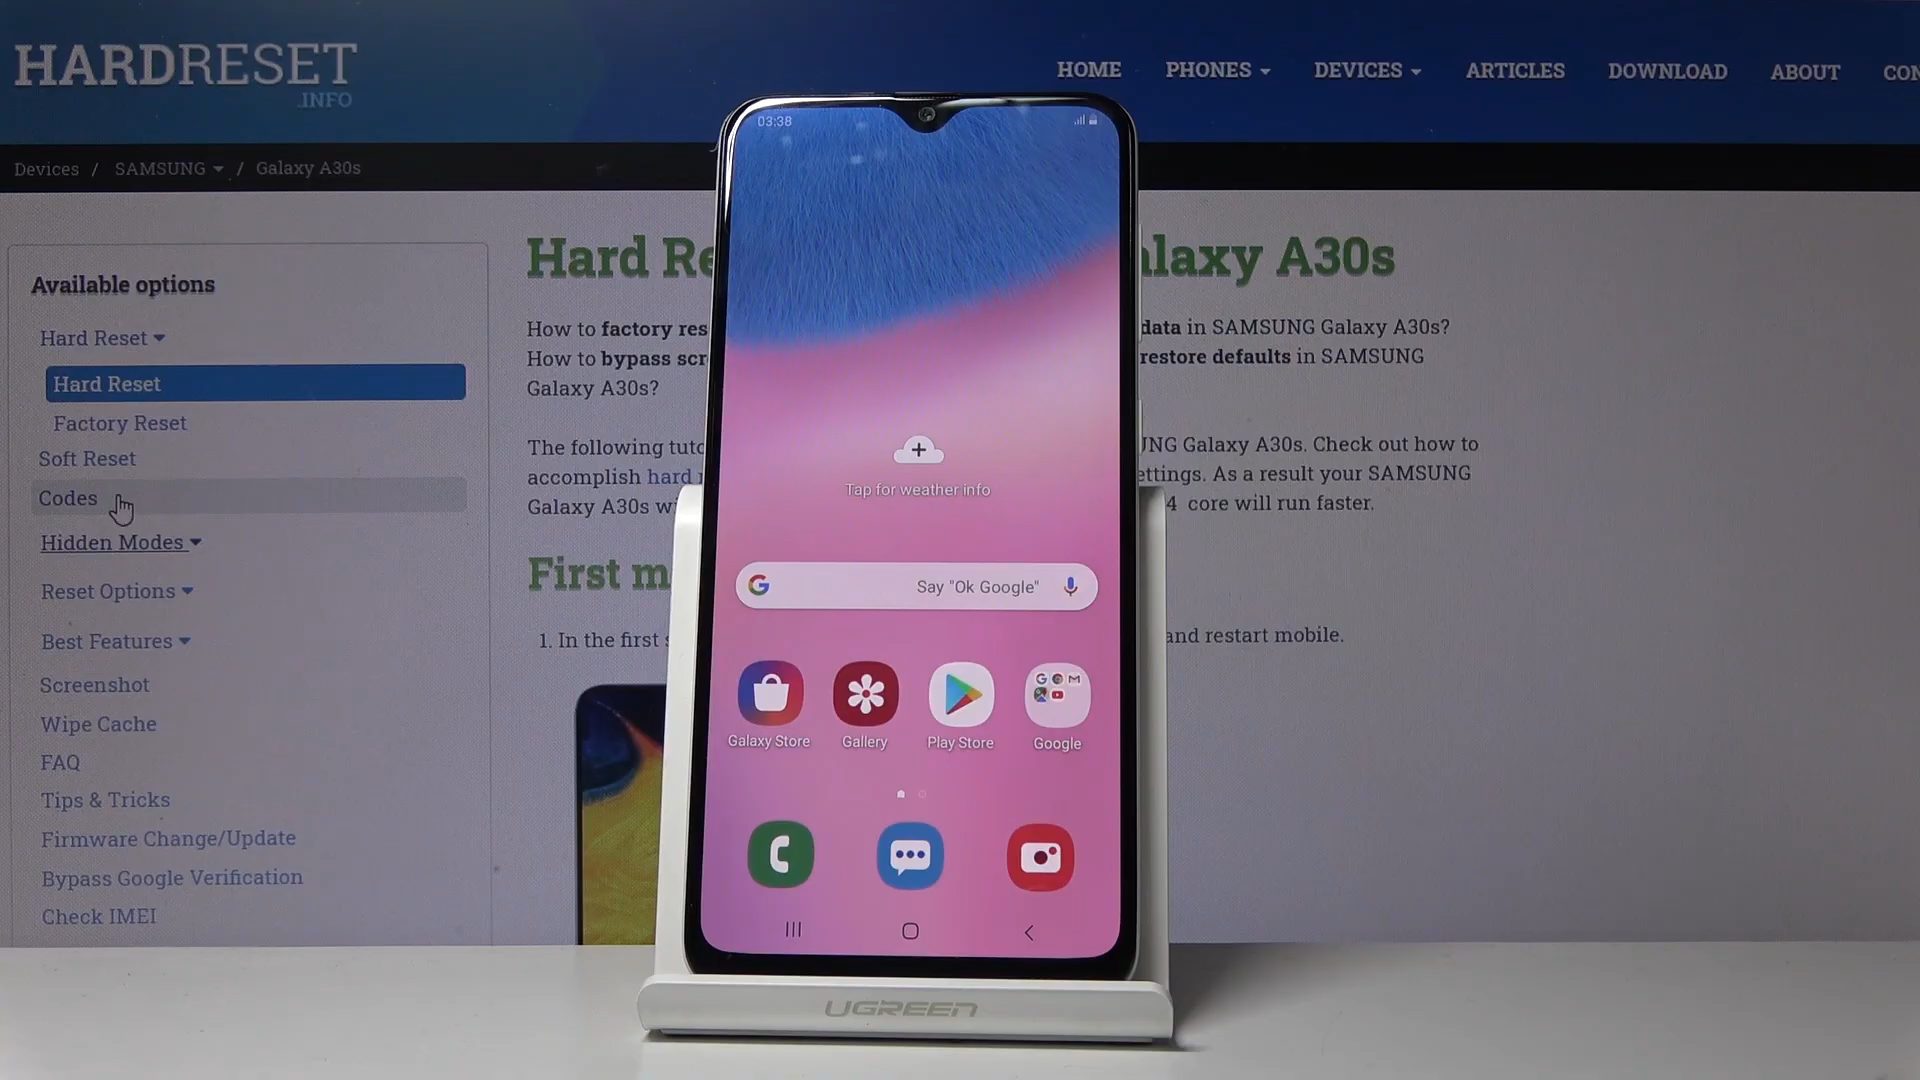 HARDRESET
.INFO
HOME PHONES DEVICES ARTICLES DOWNLOAD ABOUT CON
Devices / SAMSUNG / Galaxy A30s
Available options
Hard Reset
Hard Reset
Factory Reset
Soft Reset
Codes
Hidden Modes
Reset Options
Best Features
Screenshot
Wipe Cache
FAQ
Tips & Tricks
Firmware Change/Update
Bypass Google Verification
Check IMEI
Hard Re alaxy A30s
How to factory res data in SAMSUNG Galaxy A30s?
How to bypass scr restore defaults in SAMSUNG
Galaxy A30s?
The following tuto NG Galaxy A30s. Check out how to
accomplish hard r ettings. As a result your SAMSUNG
Galaxy A30s wi 4 core will run faster.
First m
1. In the first s and restart mobile.
03:38
Tap for weather info
G Say "Ok Google"
Galaxy Store Gallery Play Store Google
UGREEN